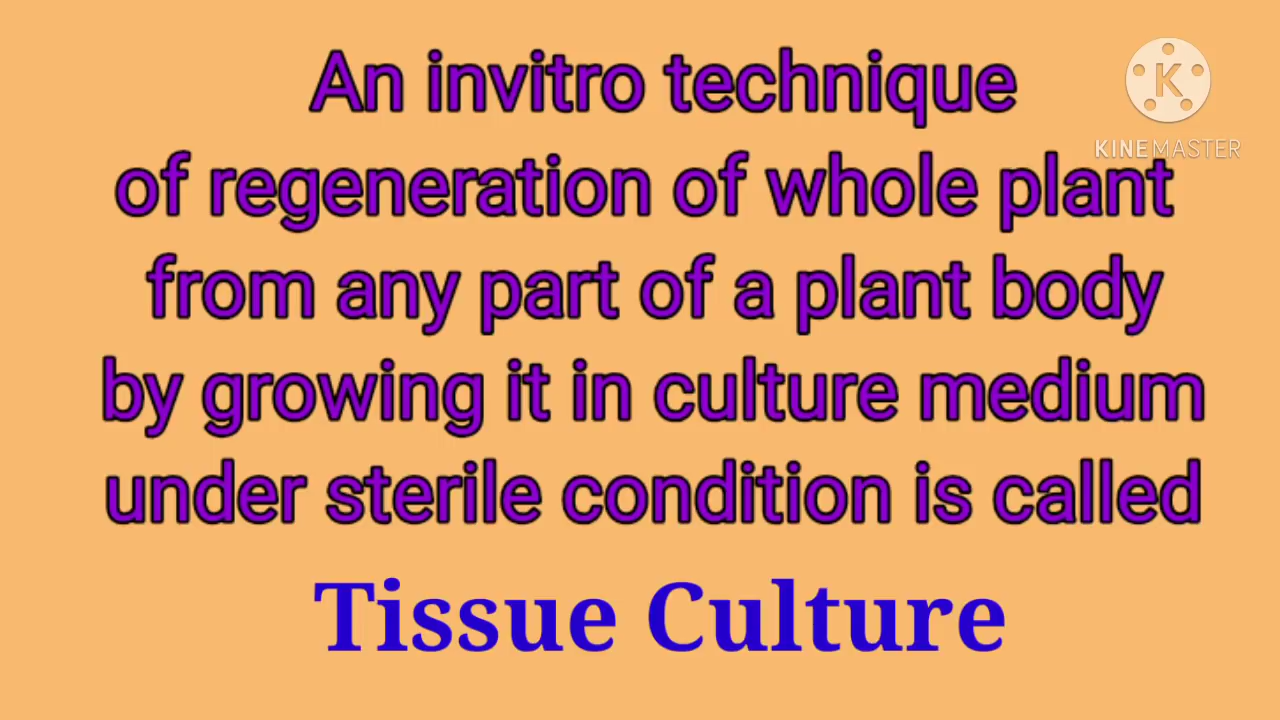 An invitro technique
K
KINEMASTER
of regeneration of whole plant
from any part of a plant body
by growing it in culture medium
under sterile condition is called
Tissue Culture